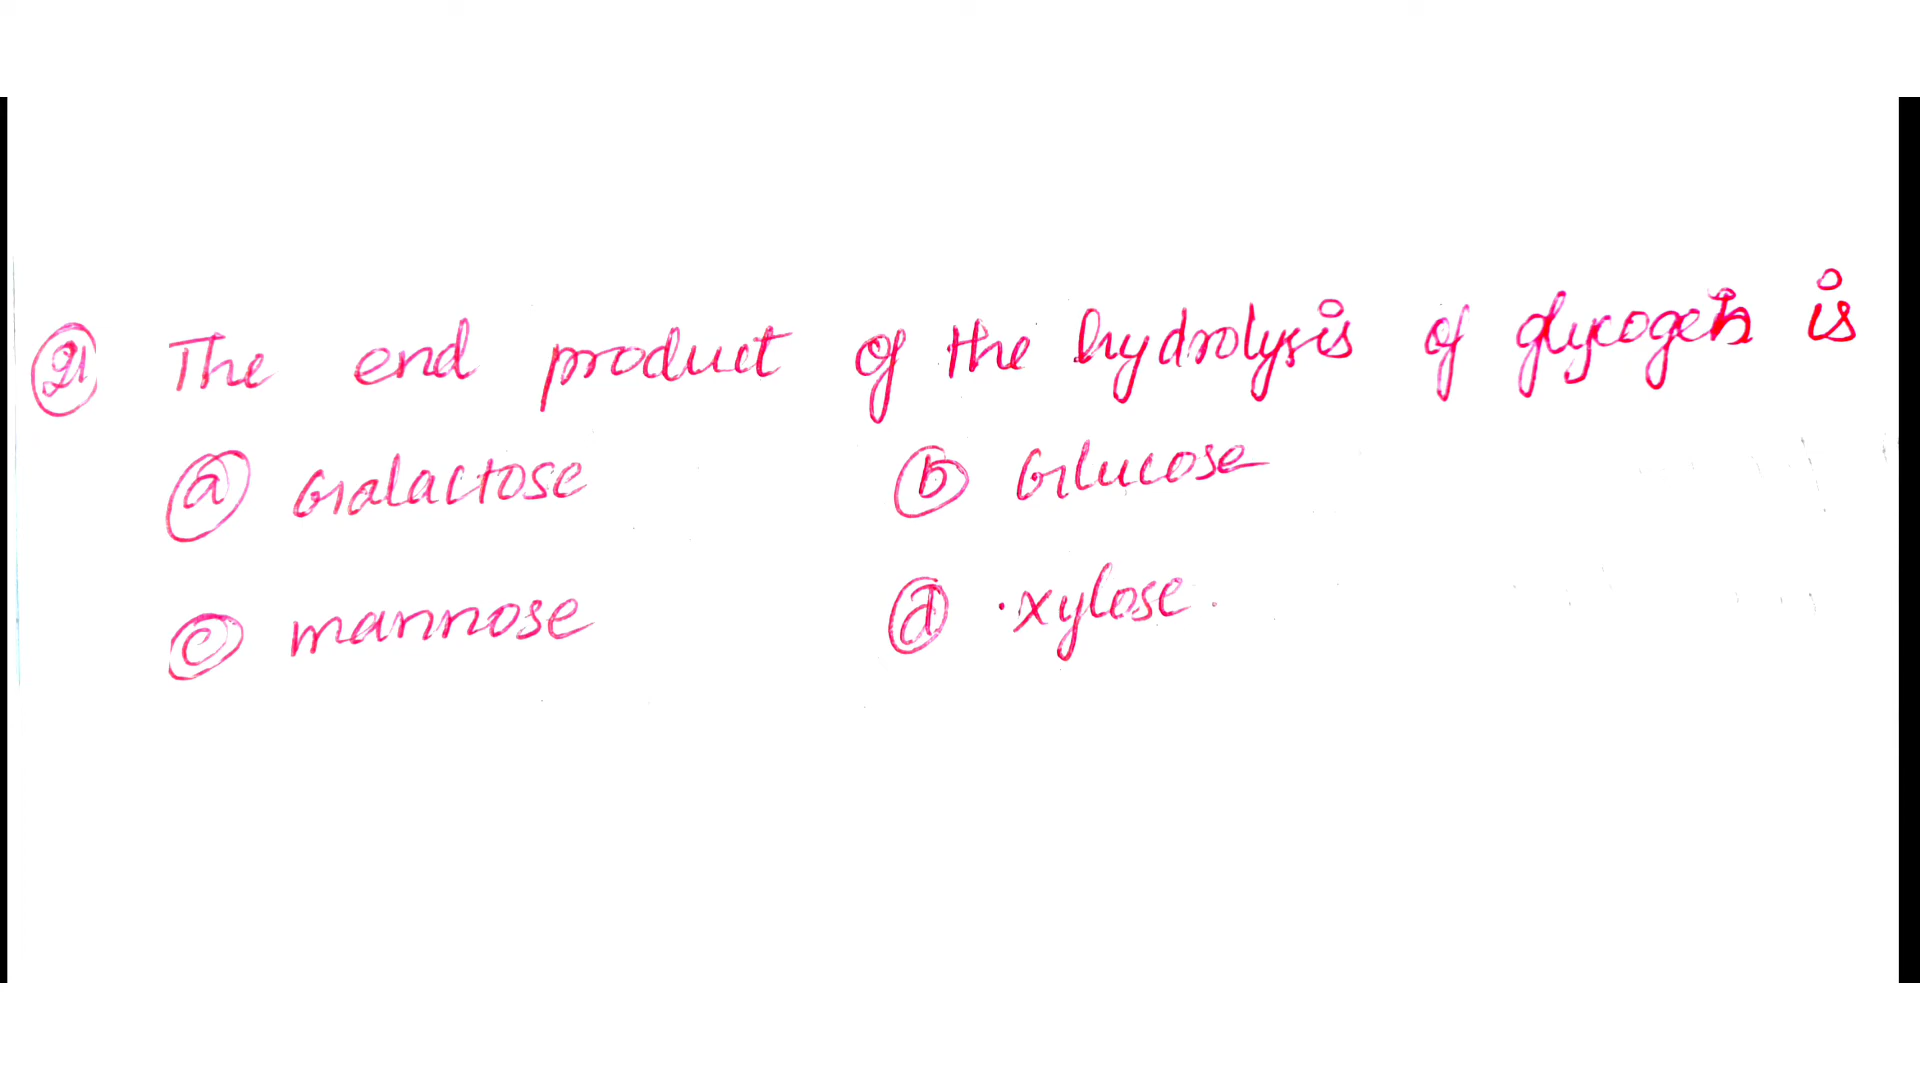 21 The end product of the hydrolysis of glycogen is
a Galactose b Glucose
c mannose d xylose.